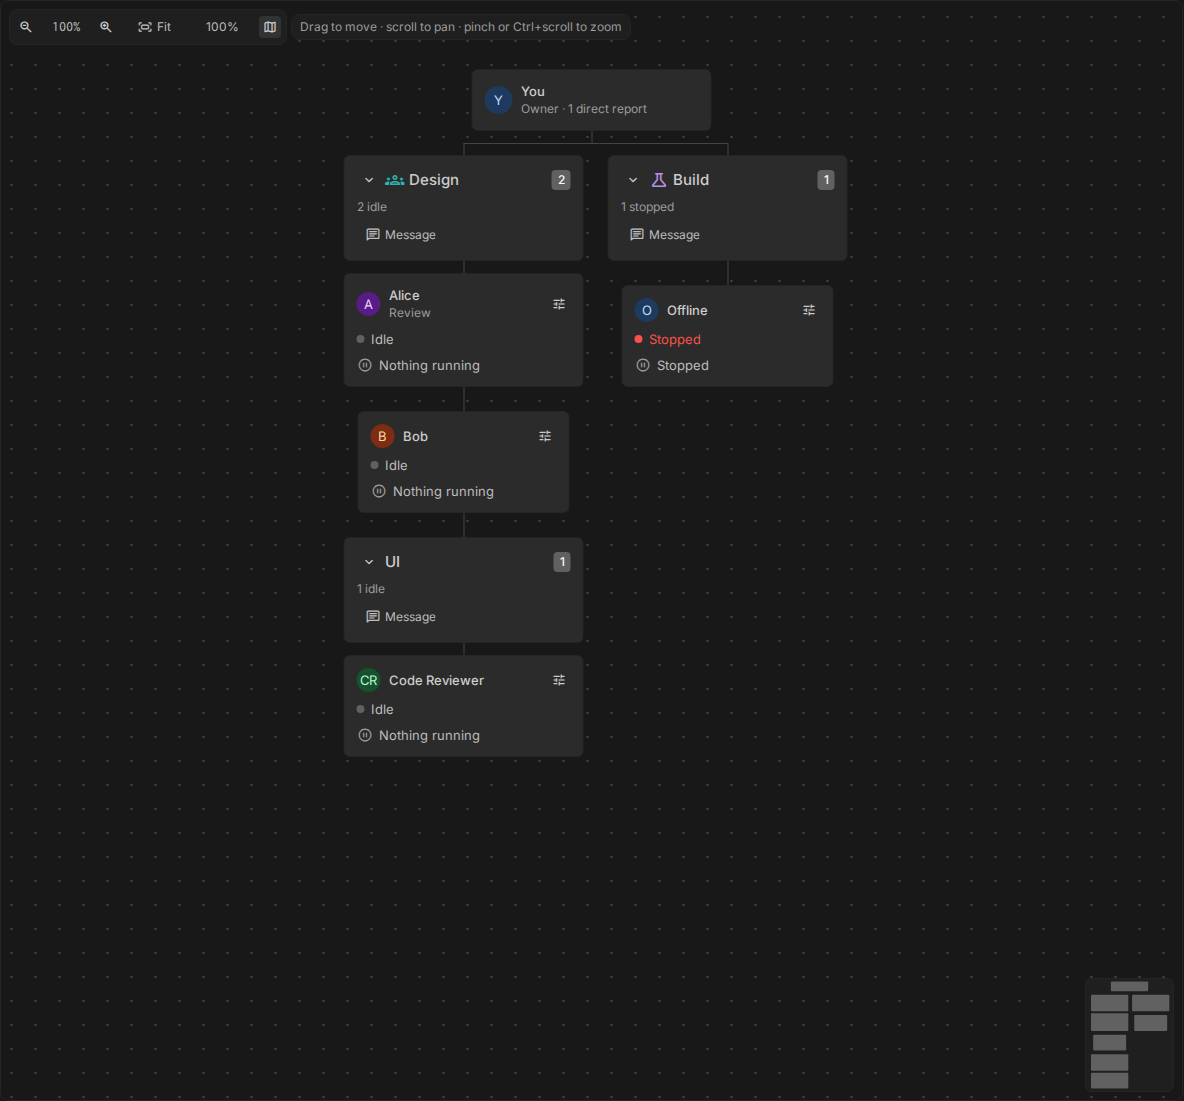 100%
Fit
100%
Drag to move · scroll to pan · pinch or Ctrl+scroll to zoom
Y
You
Owner · 1 direct report
Design
2
2 idle
Message
Build
1
1 stopped
Message
A
Alice
Review
Idle
Nothing running
O
Offline
Stopped
Stopped
B
Bob
Idle
Nothing running
UI
1
1 idle
Message
CR
Code Reviewer
Idle
Nothing running